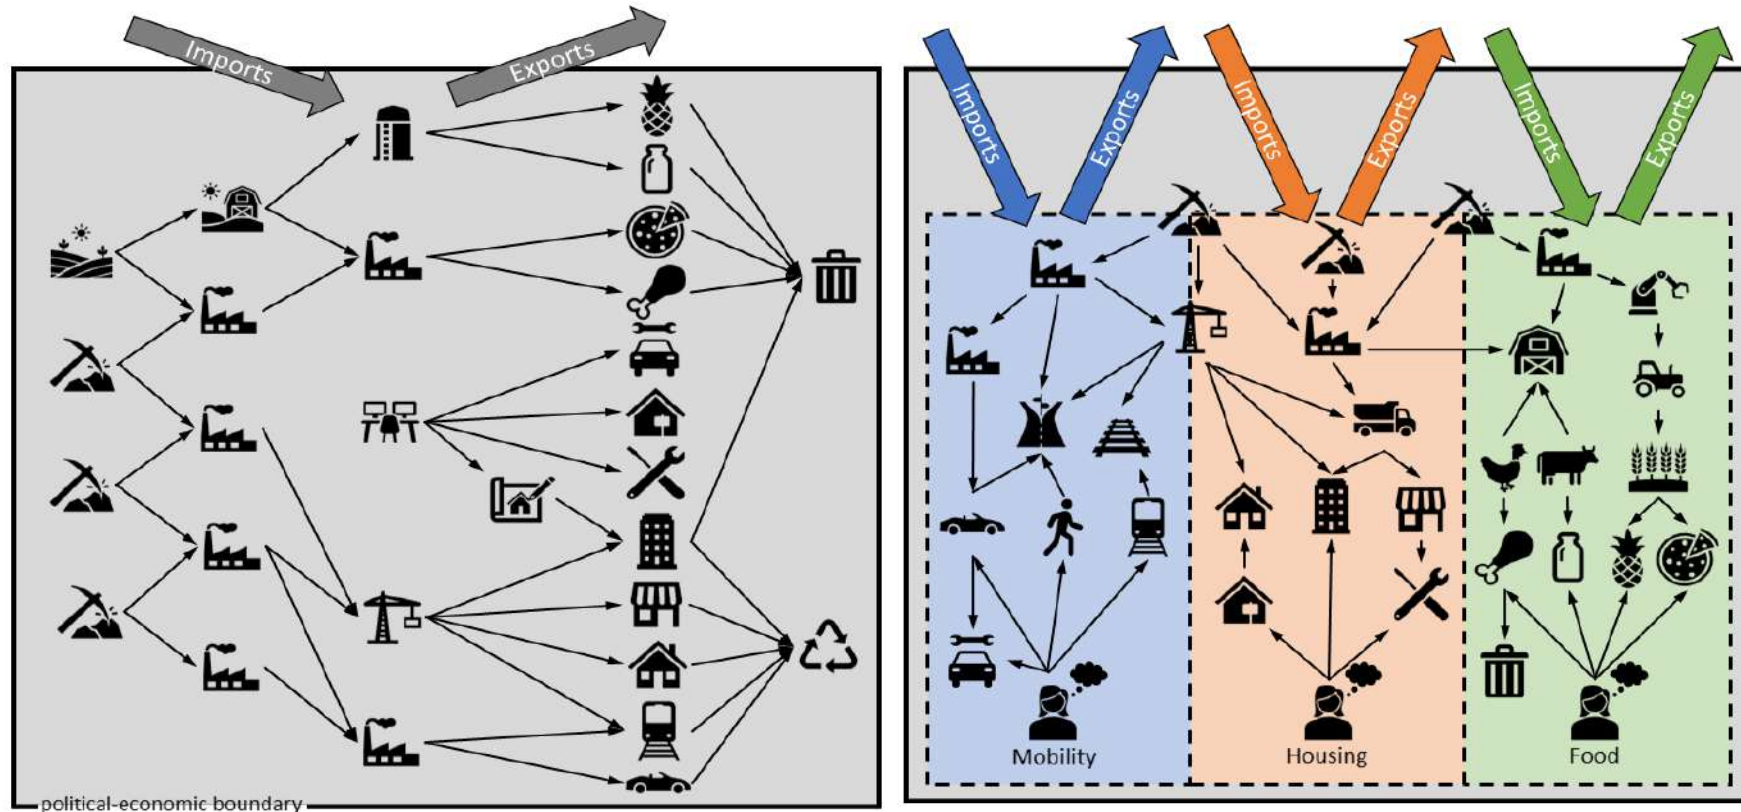 Imports
Exports
political-economic boundary
Imports
Exports
Imports
Exports
Imports
Exports
Mobility
Housing
Food